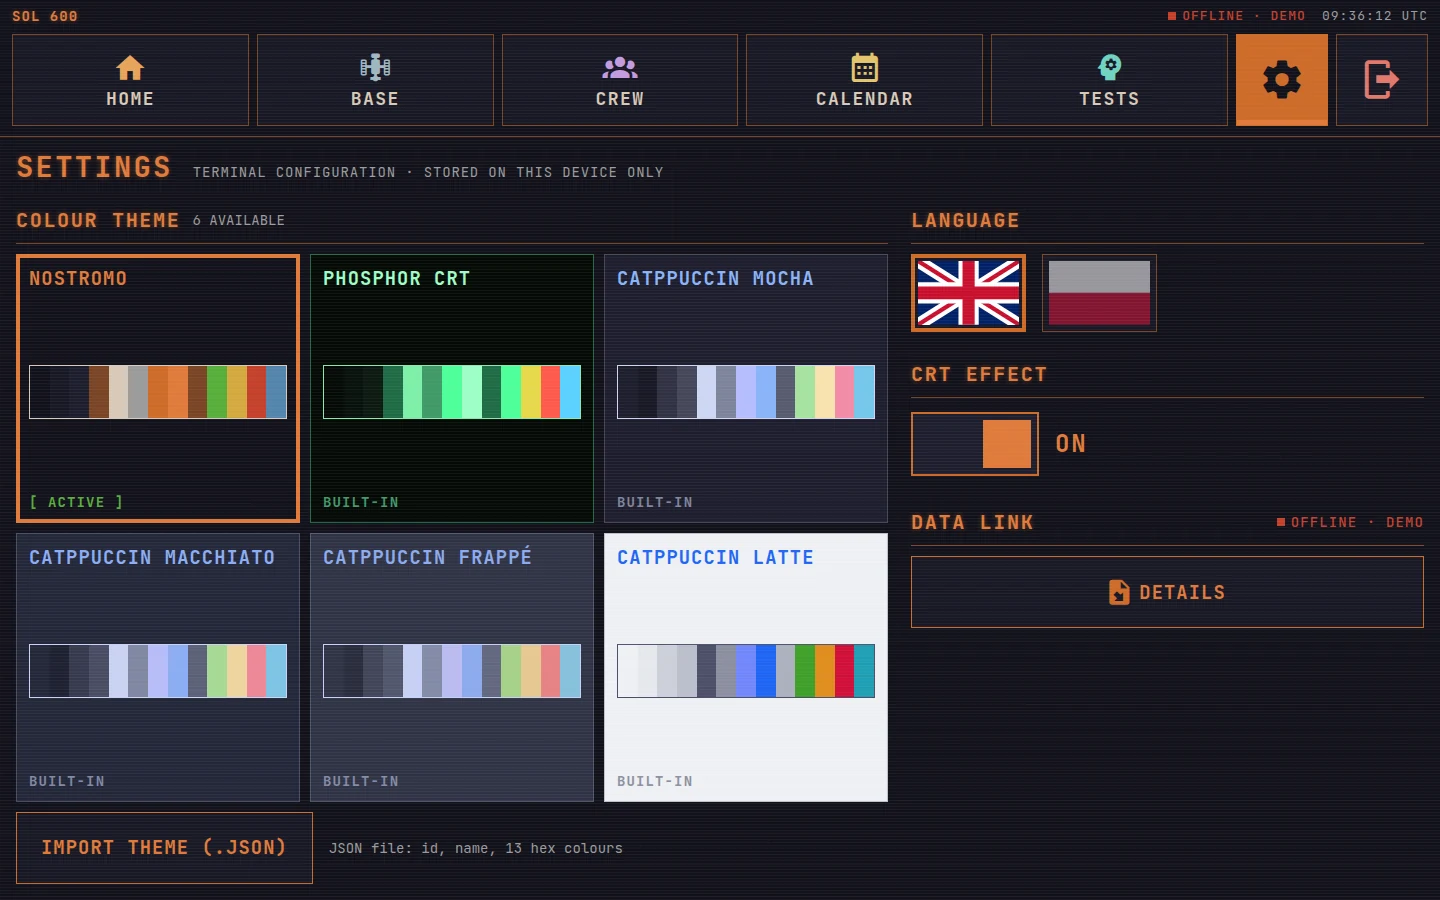 SOL 600
OFFLINE · DEMO 09:36:12 UTC
HOME
BASE
CREW
CALENDAR
TESTS
SETTINGS TERMINAL CONFIGURATION · STORED ON THIS DEVICE ONLY
COLOUR THEME 6 AVAILABLE
NOSTROMO
[ ACTIVE ]
PHOSPHOR CRT
BUILT-IN
CATPPUCCIN MOCHA
BUILT-IN
CATPPUCCIN MACCHIATO
BUILT-IN
CATPPUCCIN FRAPPÉ
BUILT-IN
CATPPUCCIN LATTE
BUILT-IN
IMPORT THEME (.JSON) JSON file: id, name, 13 hex colours
LANGUAGE
CRT EFFECT
ON
DATA LINK OFFLINE · DEMO
DETAILS